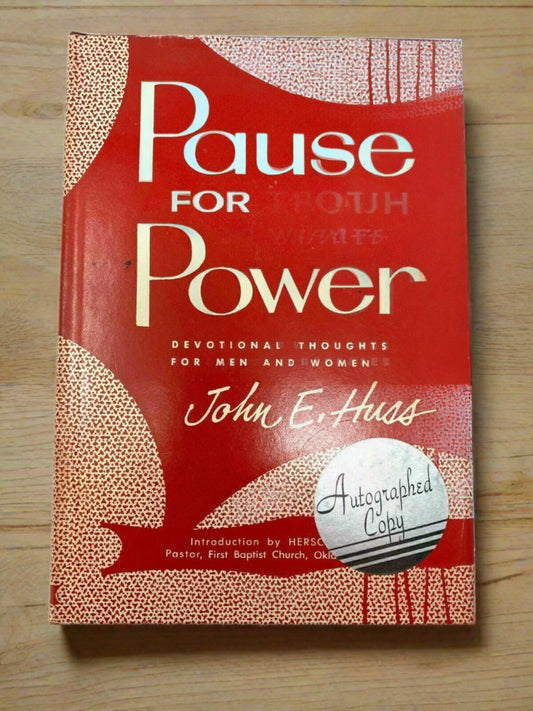 Pause
FOR
Power
DEVOTIONAL THOUGHTS
FOR MEN AND WOMEN
John E. Huss
Autographed
Copy
Introduction by
Pastor, First Baptist Church,